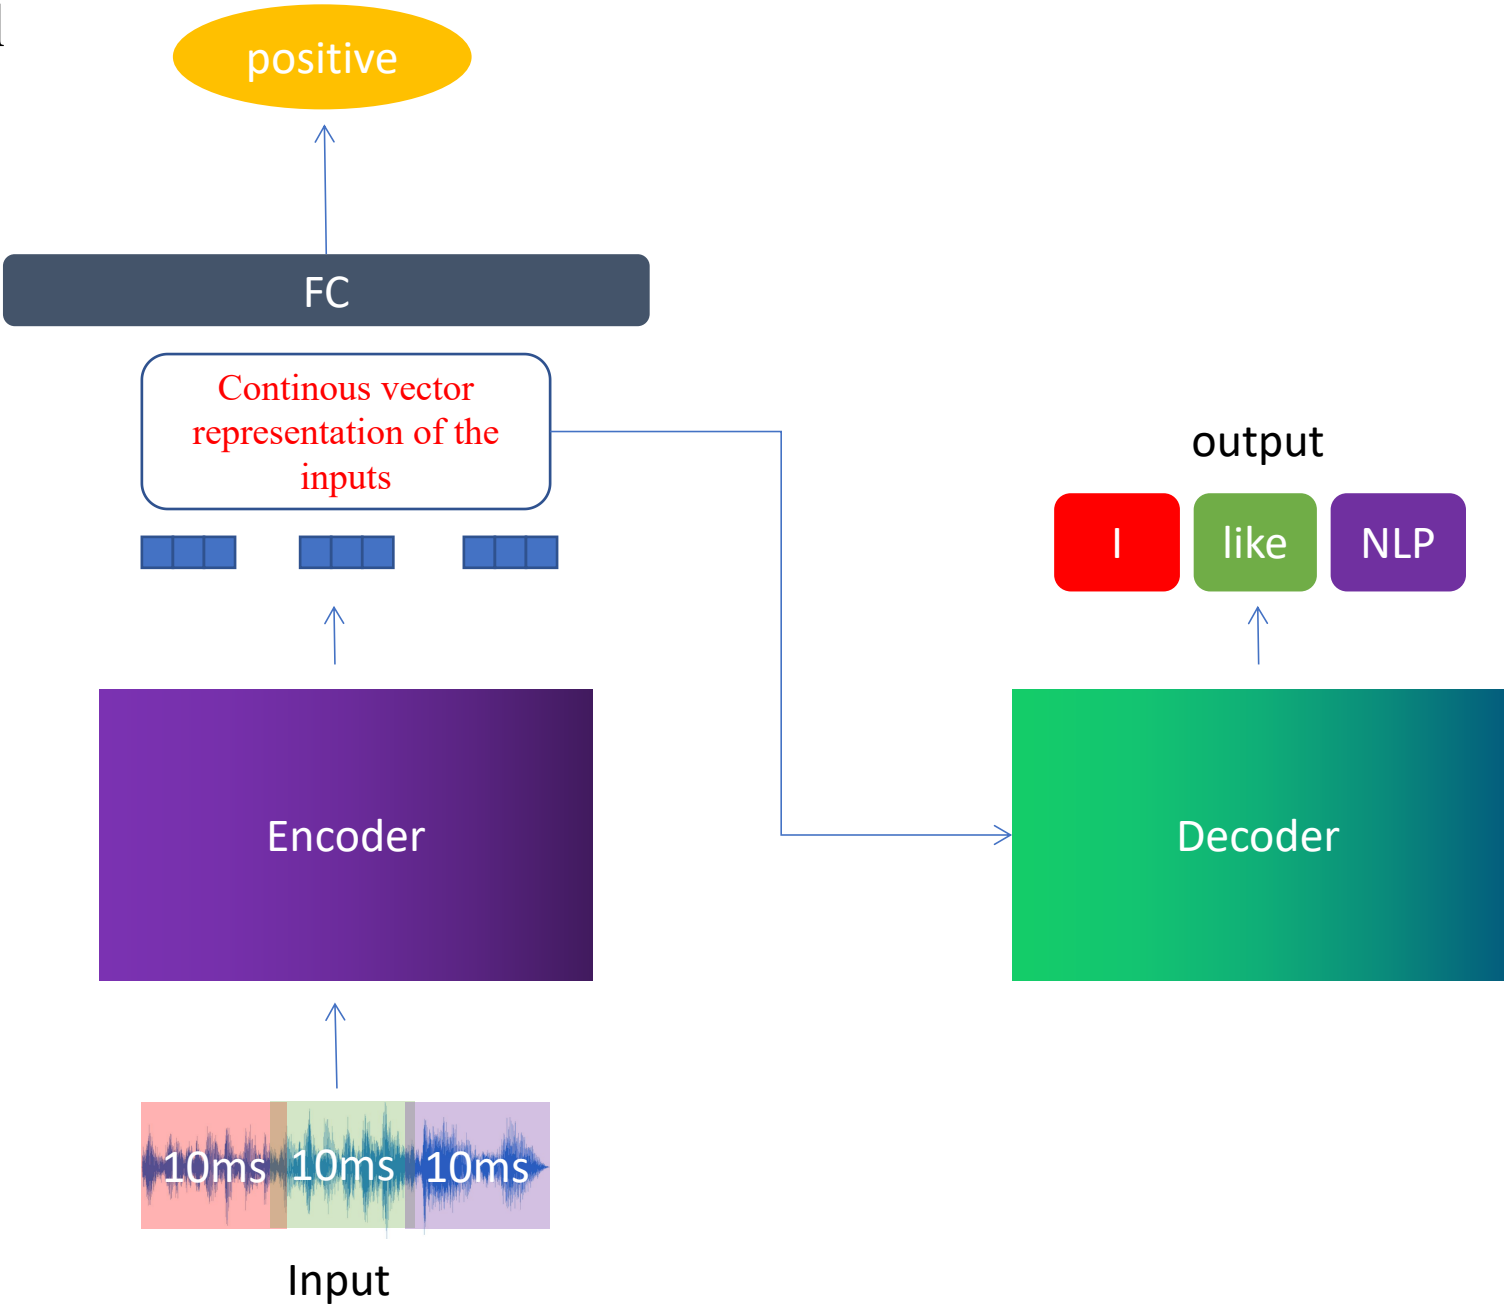 positive
FC
Continous vector
representation of the
inputs
output
I like NLP
Encoder
Decoder
10ms 10ms 10ms
Input